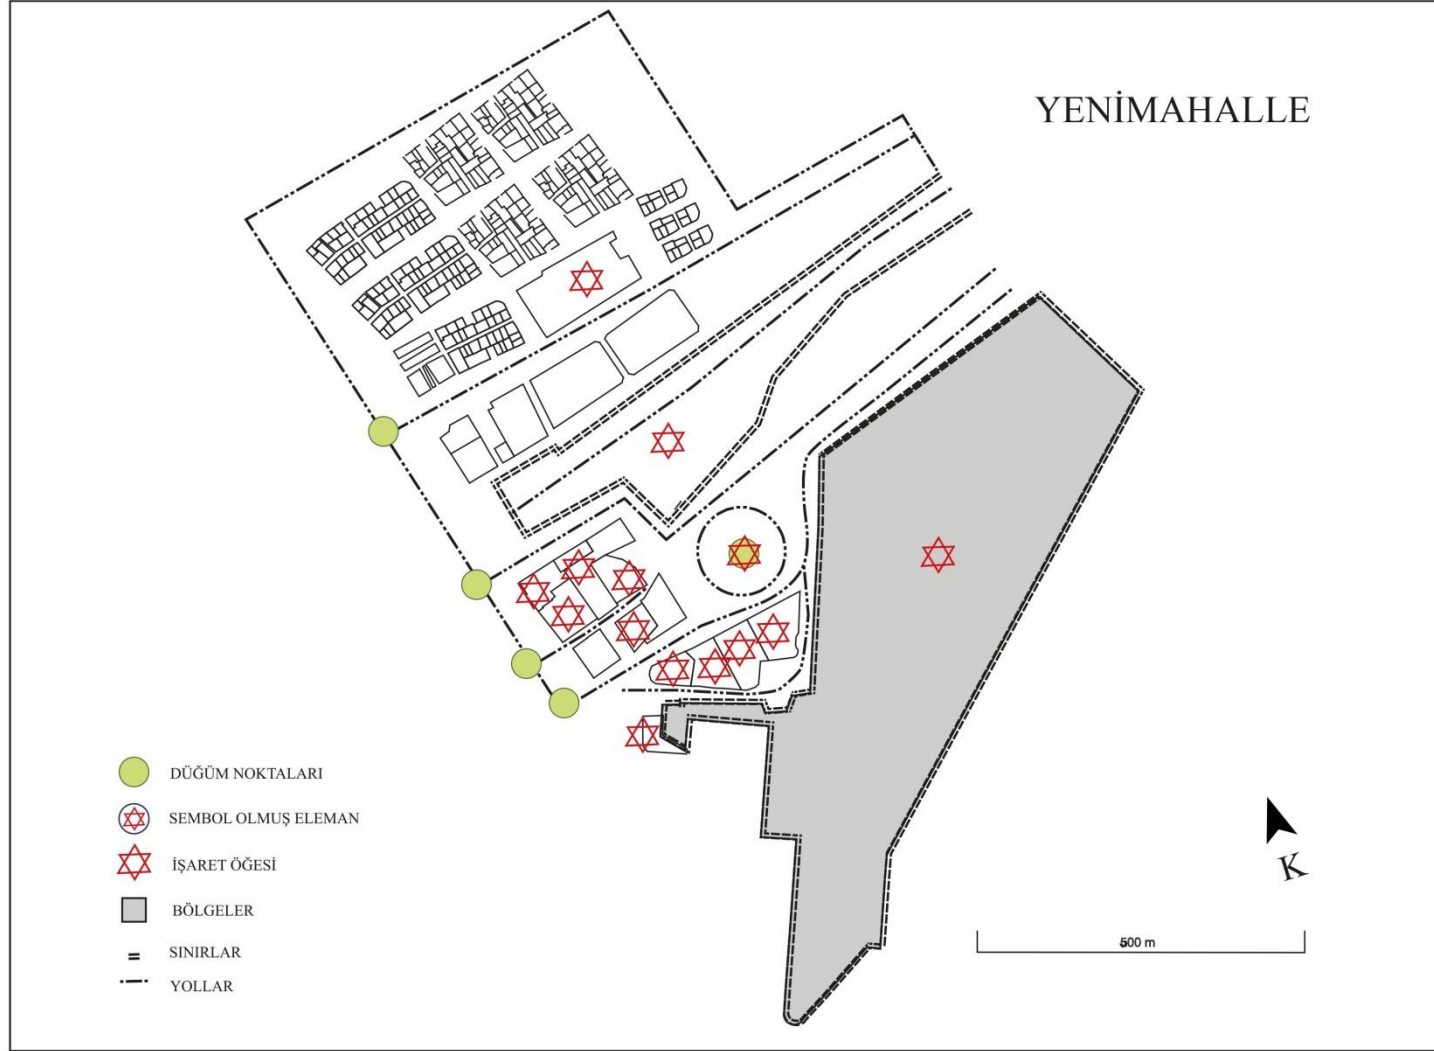 YENİMAHALLE
DÜĞÜM NOKTALARI
SEMBOL OLMUŞ ELEMAN
İŞARET ÖĞESİ
BÖLGELER
SINIRLAR
YOLLAR
K
500 m